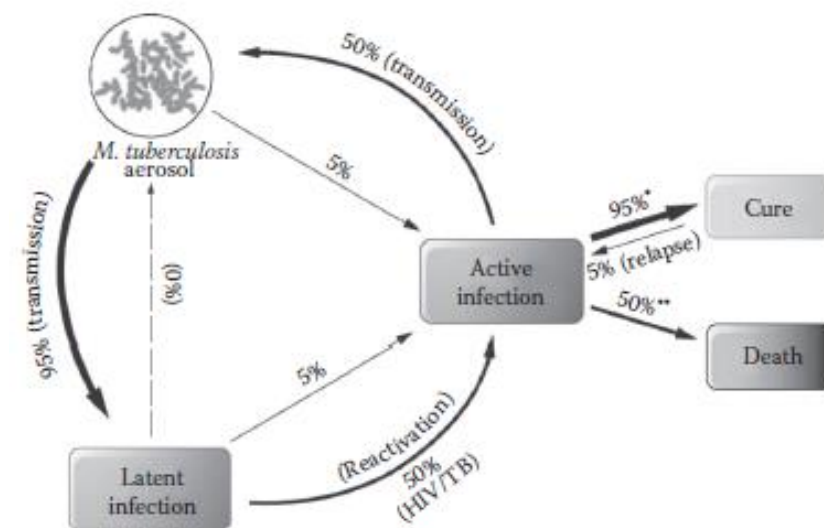 50% (transmission)
M. tuberculosis
aerosol
5%
95% (transmission)
(0%)
95%*
Cure
5% (relapse)
Active
infection
50%**
Death
5%
(Reactivation)
50%
(HIV/TB)
Latent
infection